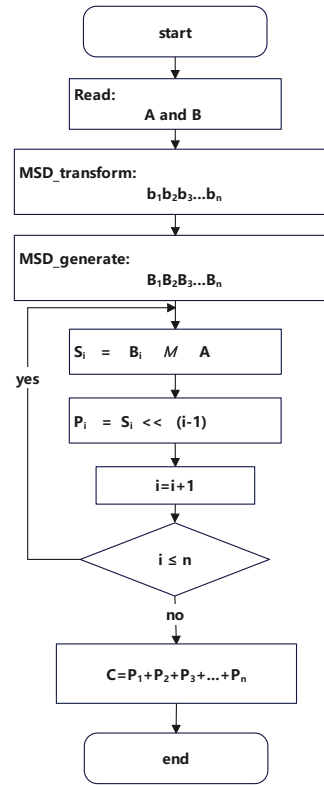 start
Read:
A and B
MSD_transform:
b₁b₂b₃...bₙ
MSD_generate:
B₁B₂B₃...Bₙ
Sᵢ = Bᵢ M A
yes
Pᵢ = Sᵢ << (i-1)
i=i+1
i ≤ n
no
C=P₁+P₂+P₃+...+Pₙ
end